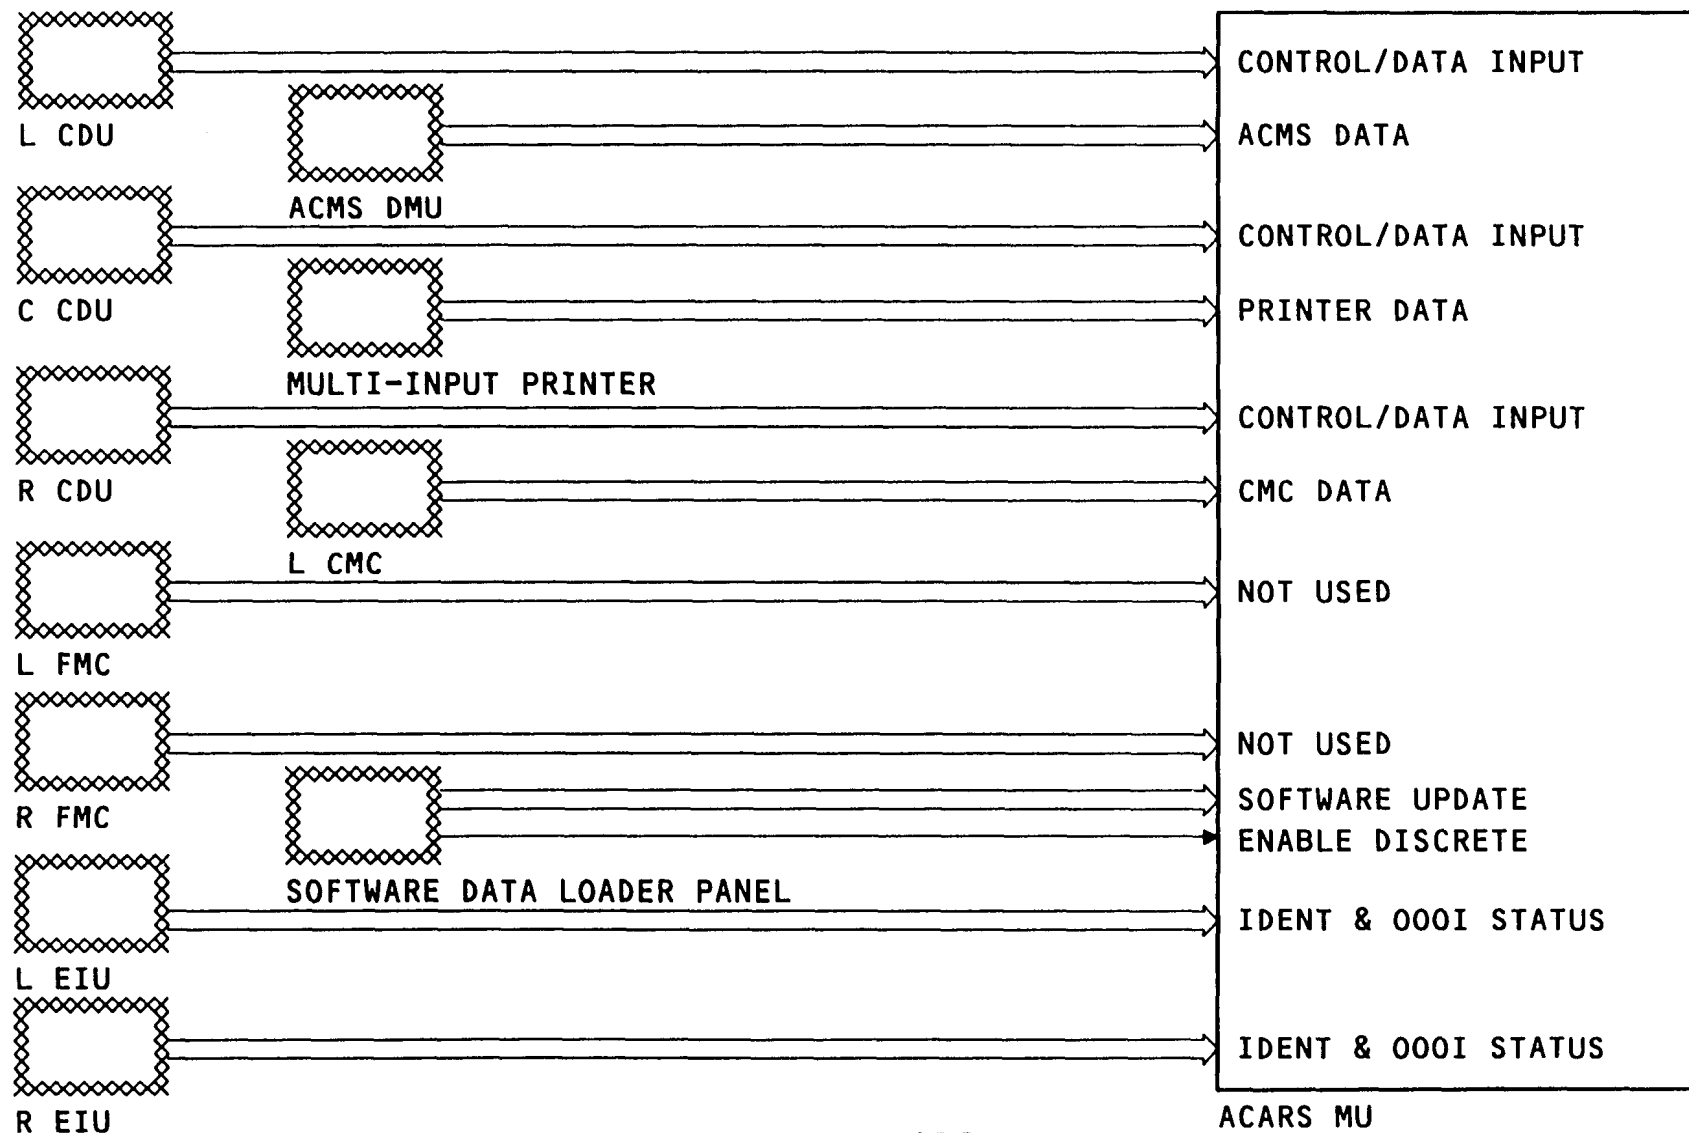 CONTROL/DATA INPUT
L CDU
ACMS DATA
ACMS DMU
CONTROL/DATA INPUT
C CDU
PRINTER DATA
MULTI-INPUT PRINTER
CONTROL/DATA INPUT
R CDU
CMC DATA
L CMC
NOT USED
L FMC
NOT USED
SOFTWARE UPDATE
R FMC
ENABLE DISCRETE
SOFTWARE DATA LOADER PANEL
IDENT & OOOI STATUS
L EIU
IDENT & OOOI STATUS
R EIU
ACARS MU